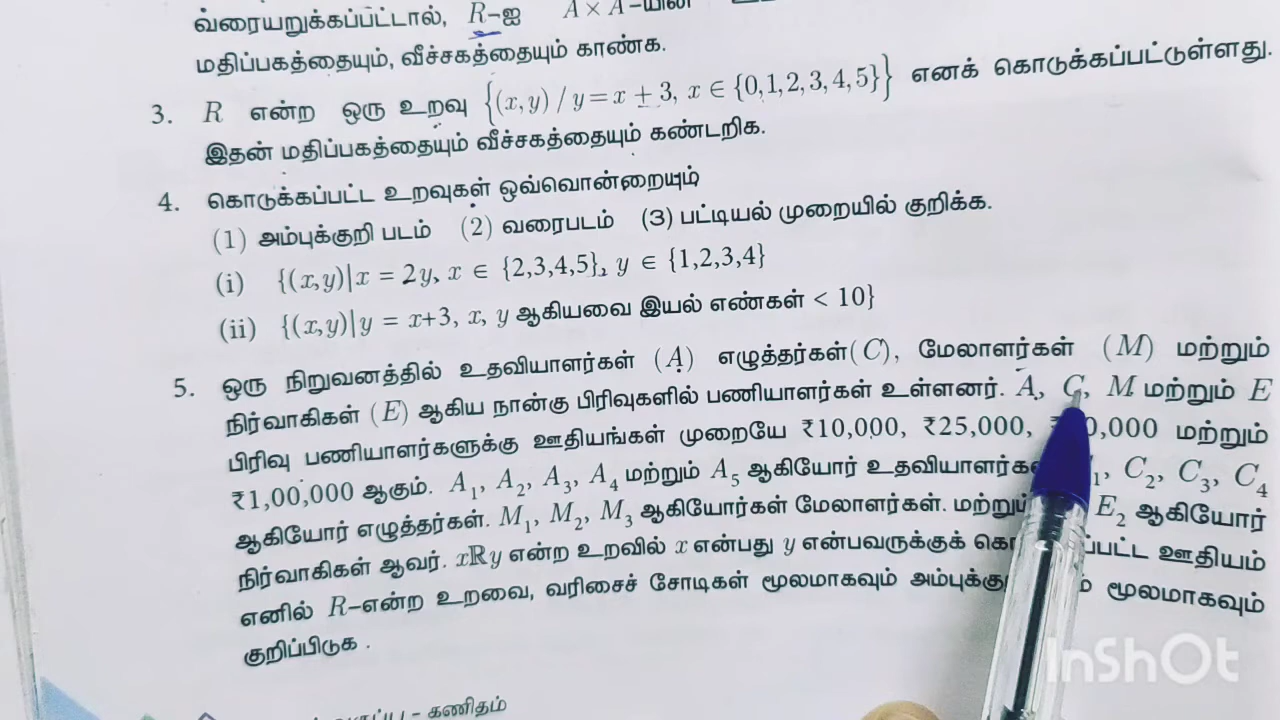 வ்ரையறுக்கப்பட்டால், R-ஐ A × A-யின்
மதிப்பகத்தையும், வீச்சகத்தையும் காண்க.
3. R என்ற ஒரு உறவு {(x,y) / y = x + 3, x ∈ {0,1,2,3,4,5}} எனக் கொடுக்கப்பட்டுள்ளது.
இதன் மதிப்பகத்தையும் வீச்சகத்தையும் கண்டறிக.
4. கொடுக்கப்பட்ட உறவுகள் ஒவ்வொன்றையும்
(1) அம்புக்குறி படம் (2) வரைபடம் (3) பட்டியல் முறையில் குறிக்க.
(i) {(x,y)|x = 2y, x ∈ {2,3,4,5}, y ∈ {1,2,3,4}
(ii) {(x,y)|y = x+3, x, y ஆகியவை இயல் எண்கள் < 10}
5. ஒரு நிறுவனத்தில் உதவியாளர்கள் (A) எழுத்தர்கள்(C), மேலாளர்கள் (M) மற்றும்
நிர்வாகிகள் (E) ஆகிய நான்கு பிரிவுகளில் பணியாளர்கள் உள்ளனர். A, C, M மற்றும் E
பிரிவு பணியாளர்களுக்கு ஊதியங்கள் முறையே ₹10,000, ₹25,000, 0,000 மற்றும்
₹1,00,000 ஆகும். A₁, A₂, A₃, A₄ மற்றும் A₅ ஆகியோர் உதவியாளர்க ₁, C₂, C₃, C₄
ஆகியோர் எழுத்தர்கள். M₁, M₂, M₃ ஆகியோர்கள் மேலாளர்கள். மற்றும் E₂ ஆகியோர்
நிர்வாகிகள் ஆவர். xℝy என்ற உறவில் x என்பது y என்பவருக்குக் கொ ப்பட்ட ஊதியம்
எனில் R-என்ற உறவை, வரிசைச் சோடிகள் மூலமாகவும் அம்புக்கு ம் மூலமாகவும்
குறிப்பிடுக .
- கணிதம்
InShOt